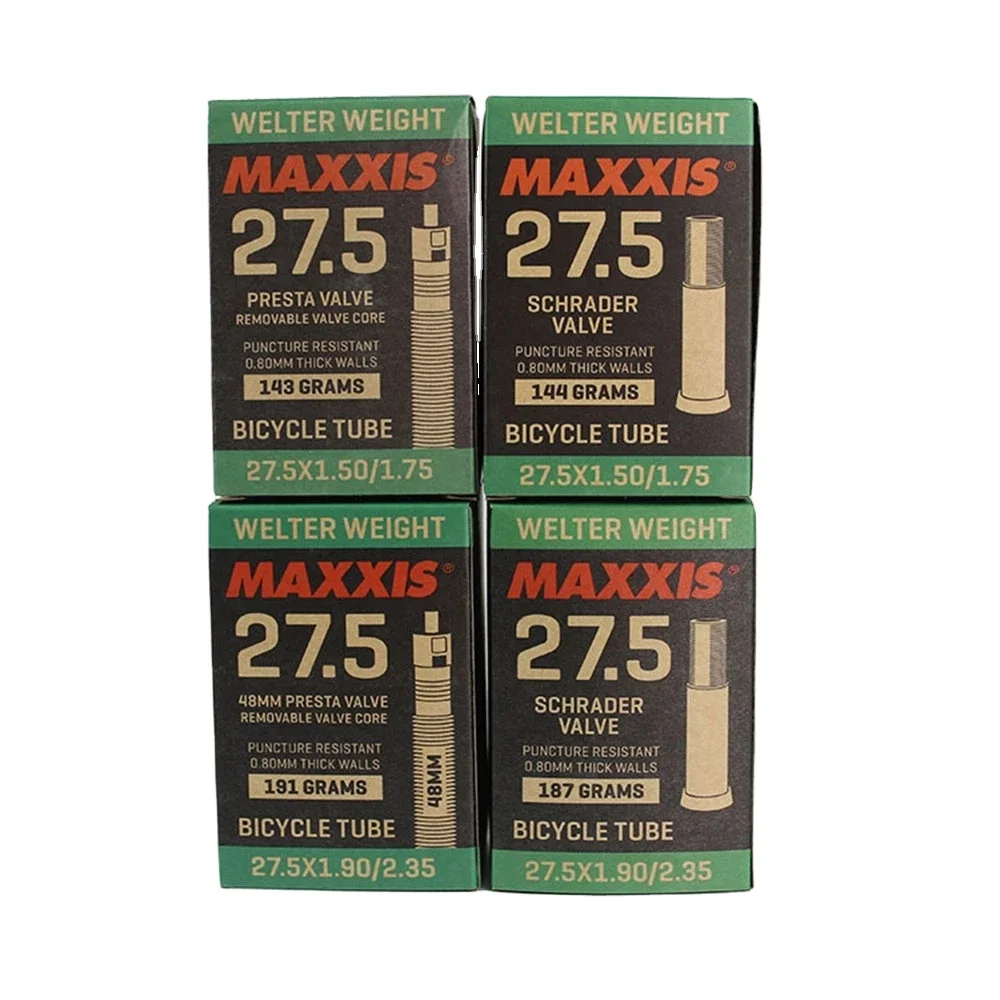 WELTER WEIGHT
MAXXIS®
27.5
PRESTA VALVE
REMOVABLE VALVE CORE
PUNCTURE RESISTANT
0.80MM THICK WALLS
143 GRAMS
BICYCLE TUBE
27.5X1.50/1.75
WELTER WEIGHT
MAXXIS®
27.5
SCHRADER
VALVE
PUNCTURE RESISTANT
0.80MM THICK WALLS
144 GRAMS
BICYCLE TUBE
27.5X1.50/1.75
WELTER WEIGHT
MAXXIS®
27.5
48MM PRESTA VALVE
REMOVABLE VALVE CORE
PUNCTURE RESISTANT
0.80MM THICK WALLS
191 GRAMS
48MM
BICYCLE TUBE
27.5X1.90/2.35
WELTER WEIGHT
MAXXIS®
27.5
SCHRADER
VALVE
PUNCTURE RESISTANT
0.80MM THICK WALLS
187 GRAMS
BICYCLE TUBE
27.5X1.90/2.35